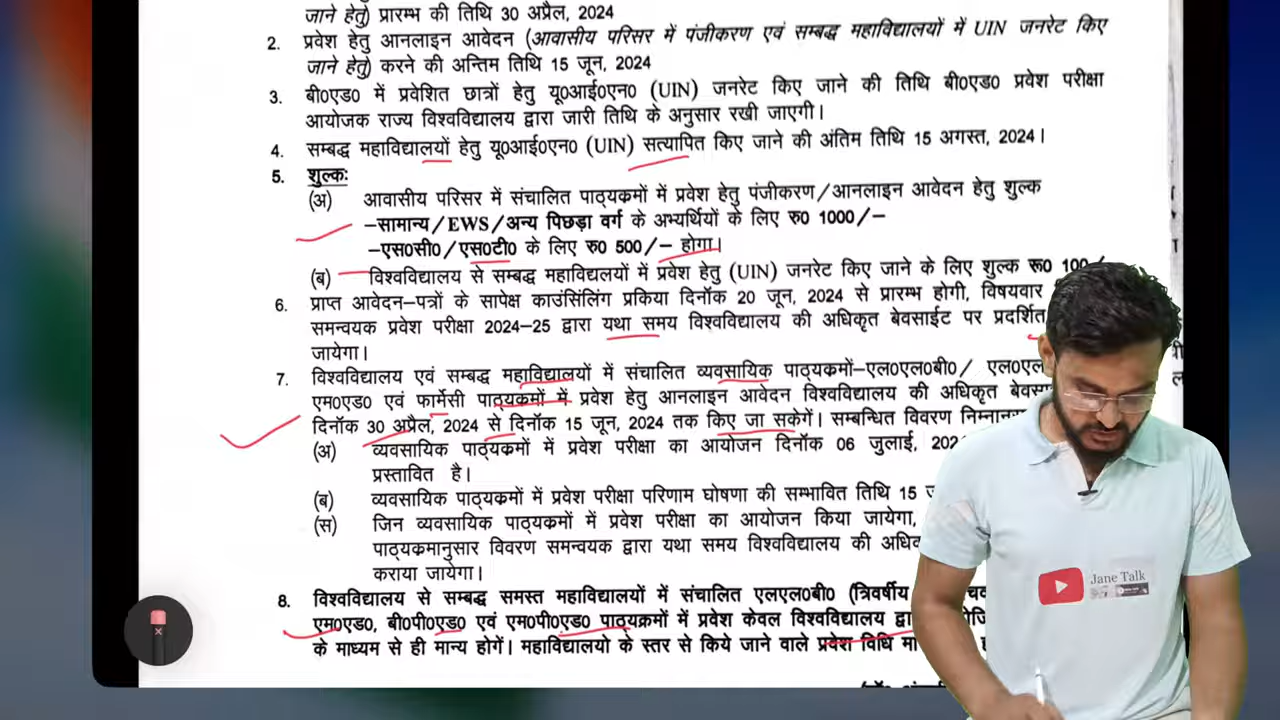 जाने हेतु) प्रारम्भ की तिथि 30 अप्रैल, 2024
2. प्रवेश हेतु आनलाइन आवेदन (आवासीय परिसर में पंजीकरण एवं सम्बद्ध महाविद्यालयों में UIN जनरेट किए
जाने हेतु) करने की अन्तिम तिथि 15 जून, 2024
3. बी0एड0 में प्रवेशित छात्रों हेतु यू0आई0एन0 (UIN) जनरेट किए जाने की तिथि बी0एड0 प्रवेश परीक्षा
आयोजक राज्य विश्वविद्यालय द्वारा जारी तिथि के अनुसार रखी जाएगी।
4. सम्बद्ध महाविद्यालयों हेतु यू0आई0एन0 (UIN) सत्यापित किए जाने की अंतिम तिथि 15 अगस्त, 2024।
5. शुल्कः
(अ) आवासीय परिसर में संचालित पाठ्यक्रमों में प्रवेश हेतु पंजीकरण/आनलाइन आवेदन हेतु शुल्क
–सामान्य/EWS/अन्य पिछड़ा वर्ग के अभ्यर्थियों के लिए रु0 1000/–
–एस0सी0/एस0टी0 के लिए रु0 500/– होगा।
(ब) विश्वविद्यालय से सम्बद्ध महाविद्यलयों में प्रवेश हेतु (UIN) जनरेट किए जाने के लिए शुल्क रू0 100/
6. प्राप्त आवेदन–पत्रों के सापेक्ष काउंसिलिंग प्रकिया दिनॉक 20 जून, 2024 से प्रारम्भ होगी, विषयवार
समन्वयक प्रवेश परीक्षा 2024–25 द्वारा यथा समय विश्वविद्यालय की अधिकृत बेवसाईट पर प्रदर्शित
जायेगा।
7. विश्वविद्यालय एवं सम्बद्ध महाविद्यालयों में संचालित व्यवसायिक पाठ्यक्रमों–एल0एल0बी0/ एल0एल
एम0एड0 एवं फार्मेसी पाठ्यक्रमों में प्रवेश हेतु आनलाइन आवेदन विश्वविद्यालय की अधिकृत
दिनॉक 30 अप्रैल, 2024 से दिनॉक 15 जून, 2024 तक किए जा सकेगें। सम्बन्धित विवरण
(अ) व्यवसायिक पाठ्यक्रमों में प्रवेश परीक्षा का आयोजन दिनॉक 06 जुलाई,
प्रस्तावित है।
(ब) व्यवसायिक पाठ्यक्रमों में प्रवेश परीक्षा परिणाम घोषणा की सम्भावित तिथि 15
(स) जिन व्यवसायिक पाठ्यक्रमों में प्रवेश परीक्षा का आयोजन किया जायेगा,
पाठ्यक्रमानुसार विवरण समन्वयक द्वारा यथा समय विश्वविद्यालय की
कराया जायेगा।
8. विश्वविद्यालय से सम्बद्ध समस्त महाविद्यालयों में संचालित एलएल0बी0 (त्रिवर्षीय
एम0एड0, बी0पी0एड0 एवं एम0पी0एड0 पाठ्यक्रमों में प्रवेश केवल विश्वविद्यालय
के माध्यम से ही मान्य होगें। महाविद्यालयो के स्तर से किये जाने वाले प्रवेश विधि
Jane Talk